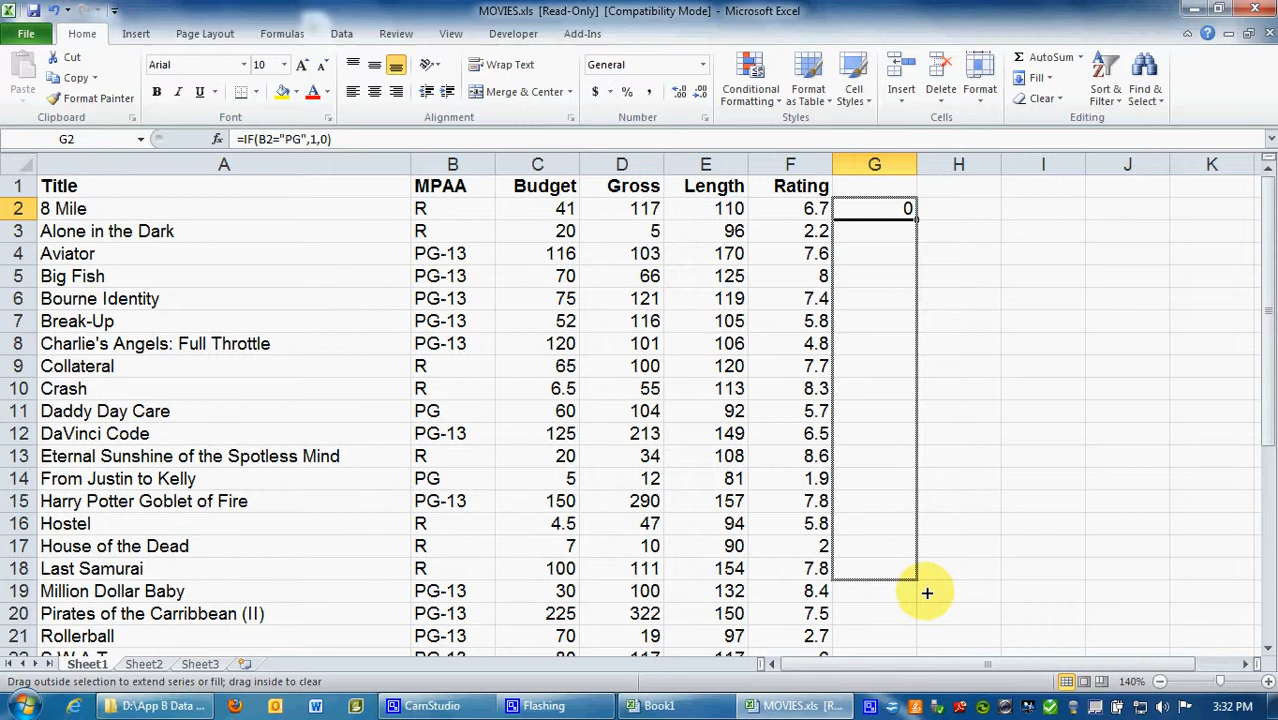 MOVIES.xls [Read-Only] [Compatibility Mode] - Microsoft Excel
File Home Insert Page Layout Formulas Data Review View Developer Add-Ins
Paste Cut Copy Format Painter
Arial 10 Wrap Text Merge & Center General
B I U A $ %
Conditional Formatting Format as Table Cell Styles Insert Delete Format
Σ AutoSum Fill Clear Sort & Filter Find & Select
Clipboard Font Alignment Number Styles Cells Editing
G2 fx =IF(B2="PG",1,0)
A B C D E F G H I J K
1 Title MPAA Budget Gross Length Rating
2 8 Mile R 41 117 110 6.7 0
3 Alone in the Dark R 20 5 96 2.2
4 Aviator PG-13 116 103 170 7.6
5 Big Fish PG-13 70 66 125 8
6 Bourne Identity PG-13 75 121 119 7.4
7 Break-Up PG-13 52 116 105 5.8
8 Charlie's Angels: Full Throttle PG-13 120 101 106 4.8
9 Collateral R 65 100 120 7.7
10 Crash R 6.5 55 113 8.3
11 Daddy Day Care PG 60 104 92 5.7
12 DaVinci Code PG-13 125 213 149 6.5
13 Eternal Sunshine of the Spotless Mind R 20 34 108 8.6
14 From Justin to Kelly PG 5 12 81 1.9
15 Harry Potter Goblet of Fire PG-13 150 290 157 7.8
16 Hostel R 4.5 47 94 5.8
17 House of the Dead R 7 10 90 2
18 Last Samurai R 100 111 154 7.8
19 Million Dollar Baby PG-13 30 100 132 8.4
20 Pirates of the Carribbean (II) PG-13 225 322 150 7.5
21 Rollerball PG-13 70 19 97 2.7
Sheet1 Sheet2 Sheet3
Drag outside selection to extend series or fill; drag inside to clear 140%
D:\App B Data ... CamStudio Flashing Book1 MOVIES.xls [R... 3:32 PM